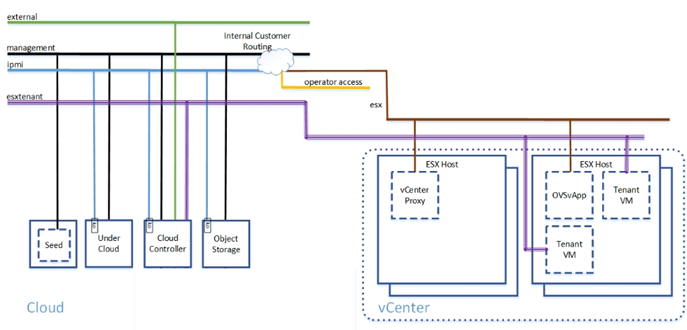 external
Internal Customer
Routing
management
ipmi
operator access
esxtenant
esx
ESX Host
ESX Host
vCenter
Proxy
OVSvApp
Tenant
VM
Seed
Under
Cloud
Cloud
Controller
Object
Storage
Tenant
VM
Cloud
vCenter